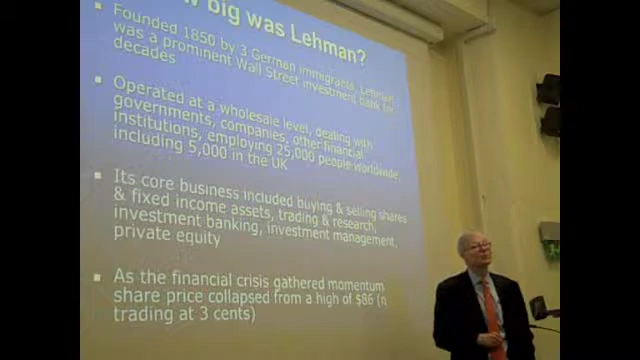 w big was Lehman?
Founded 1850 by 3 German immigrants, Lehman
was a prominent Wall Street investment bank for
decades
Operated at a wholesale level, dealing with
governments, companies, other financial
institutions, employing 25,000 people worldwide,
including 5,000 in the UK
Its core business included buying & selling shares
& fixed income assets, trading & research,
investment banking, investment management,
private equity
As the financial crisis gathered momentum
share price collapsed from a high of $86 (n
trading at 3 cents)